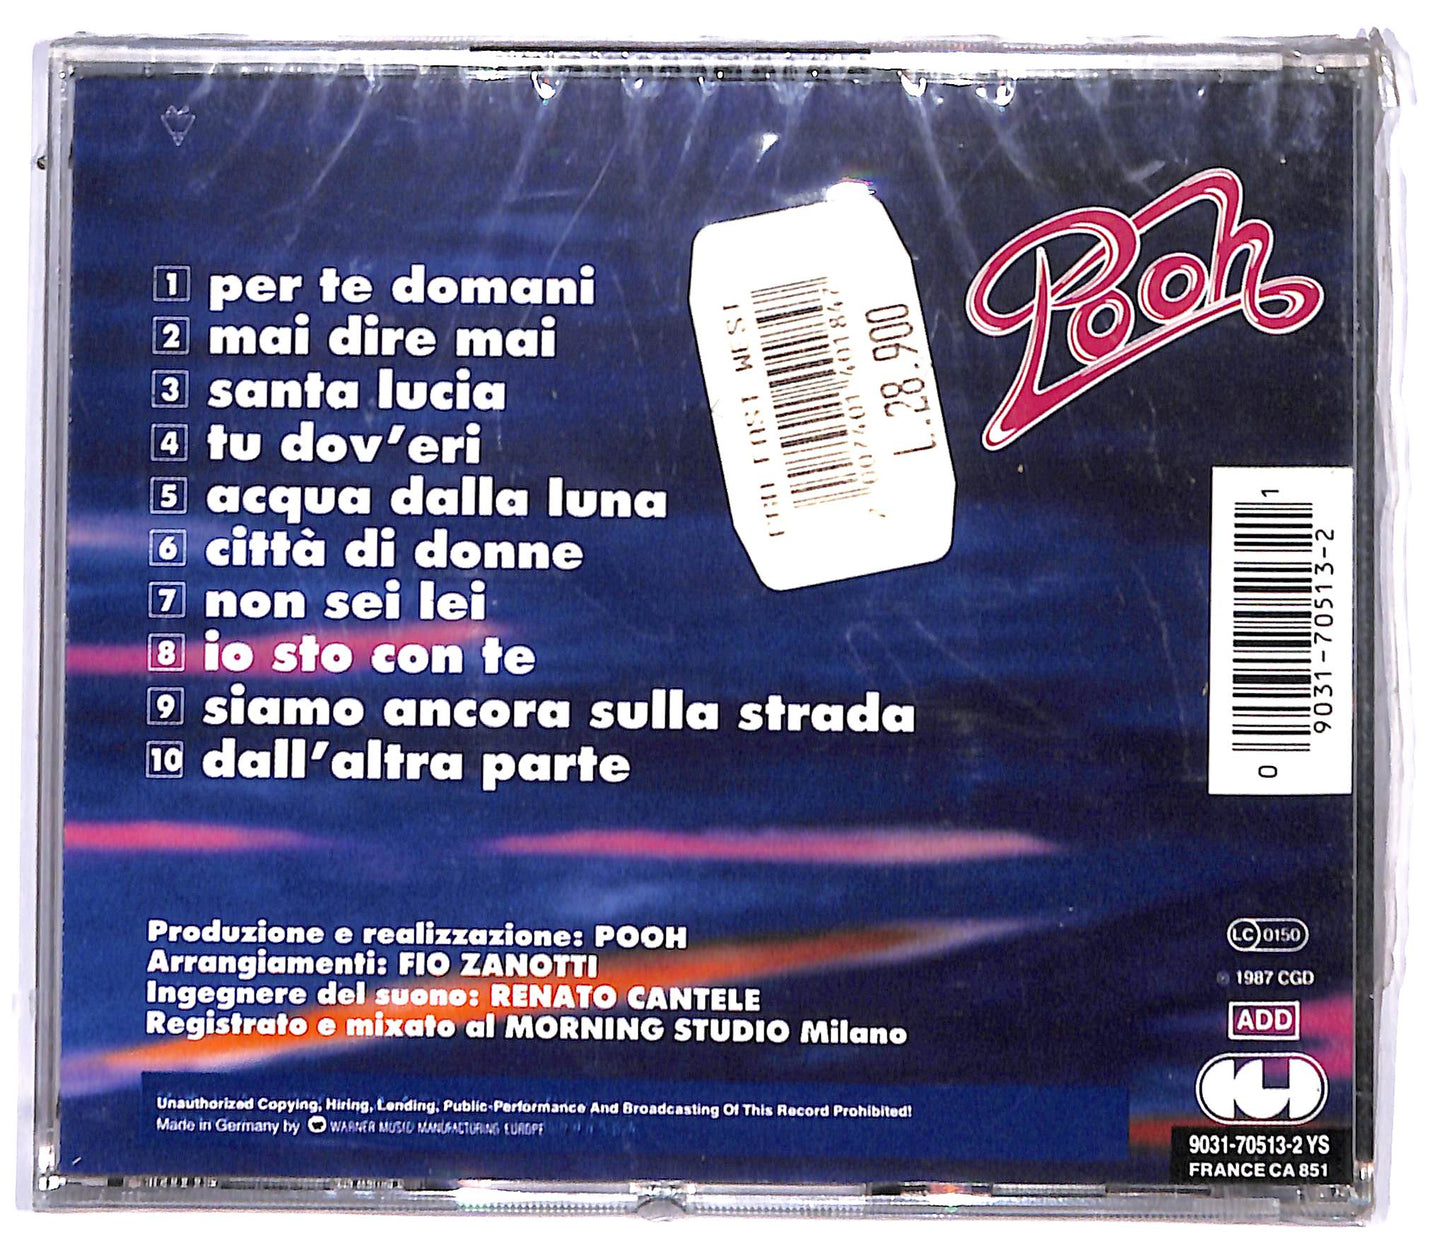 Pooh
1 per te domani
2 mai dire mai
3 santa lucia
4 tu dov'eri
5 acqua dalla luna
6 città di donne
7 non sei lei
8 io sto con te
9 siamo ancora sulla strada
10 dall'altra parte
L.28.900
9031-70513-2
Produzione e realizzazione: POOH
Arrangiamenti: FIO ZANOTTI
Ingegnere del suono: RENATO CANTELE
Registrato e mixato al MORNING STUDIO Milano
LC 0150
1987 CGD
ADD
Unauthorized Copying, Hiring, Lending, Public-Performance And Broadcasting Of This Record Prohibited!
Made in Germany by WARNER MUSIC MANUFACTURING EUROPE
9031-70513-2 YS
FRANCE CA 851